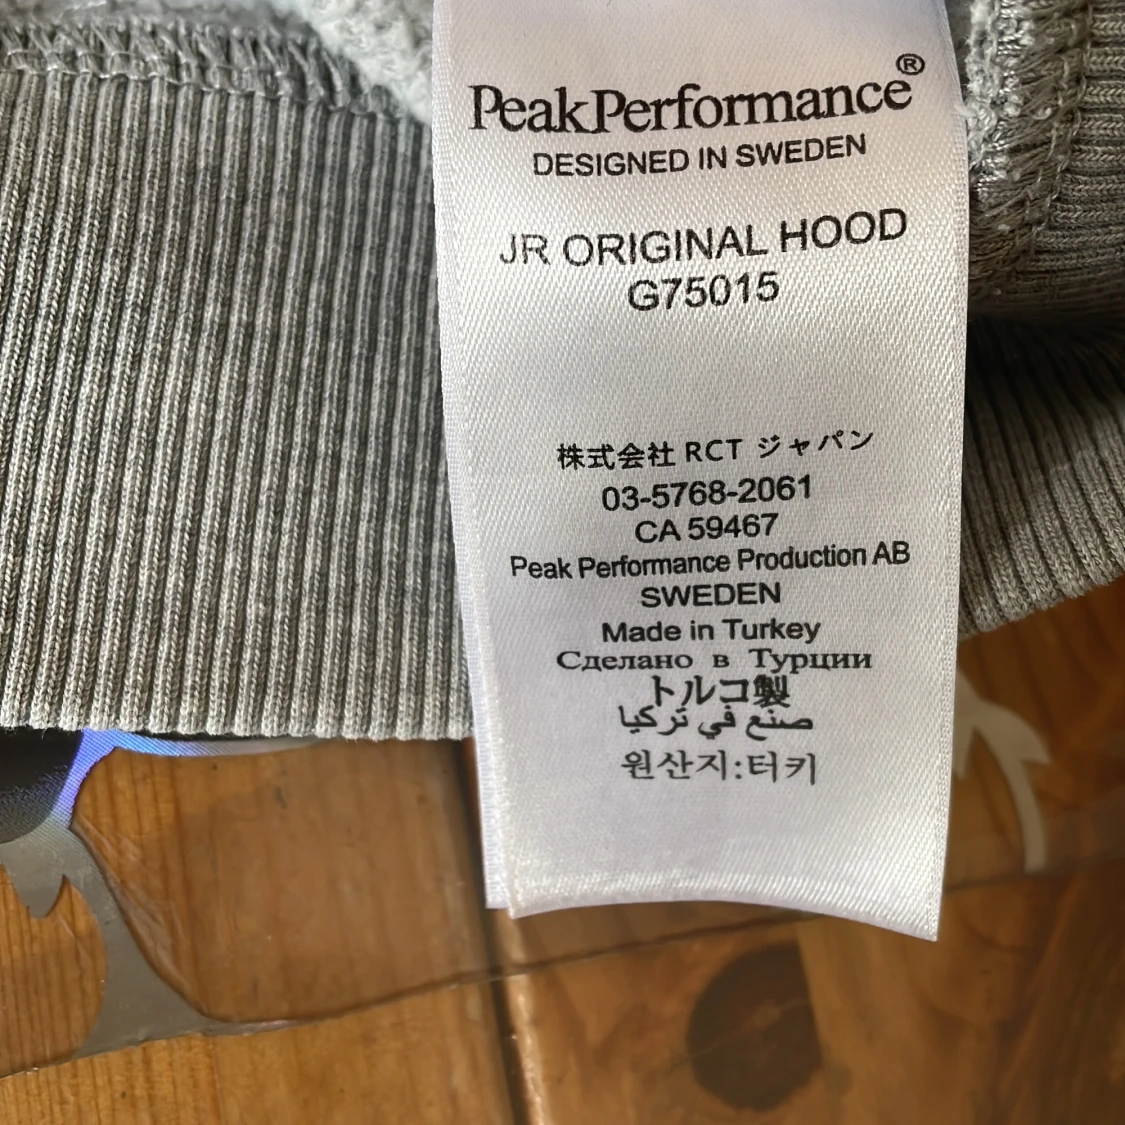 PeakPerformance®
DESIGNED IN SWEDEN
JR ORIGINAL HOOD
G75015
株式会社 RCT ジャパン
03-5768-2061
CA 59467
Peak Performance Production AB
SWEDEN
Made in Turkey
Сделано в Турции
トルコ製
صنع في تركيا
원산지:터키